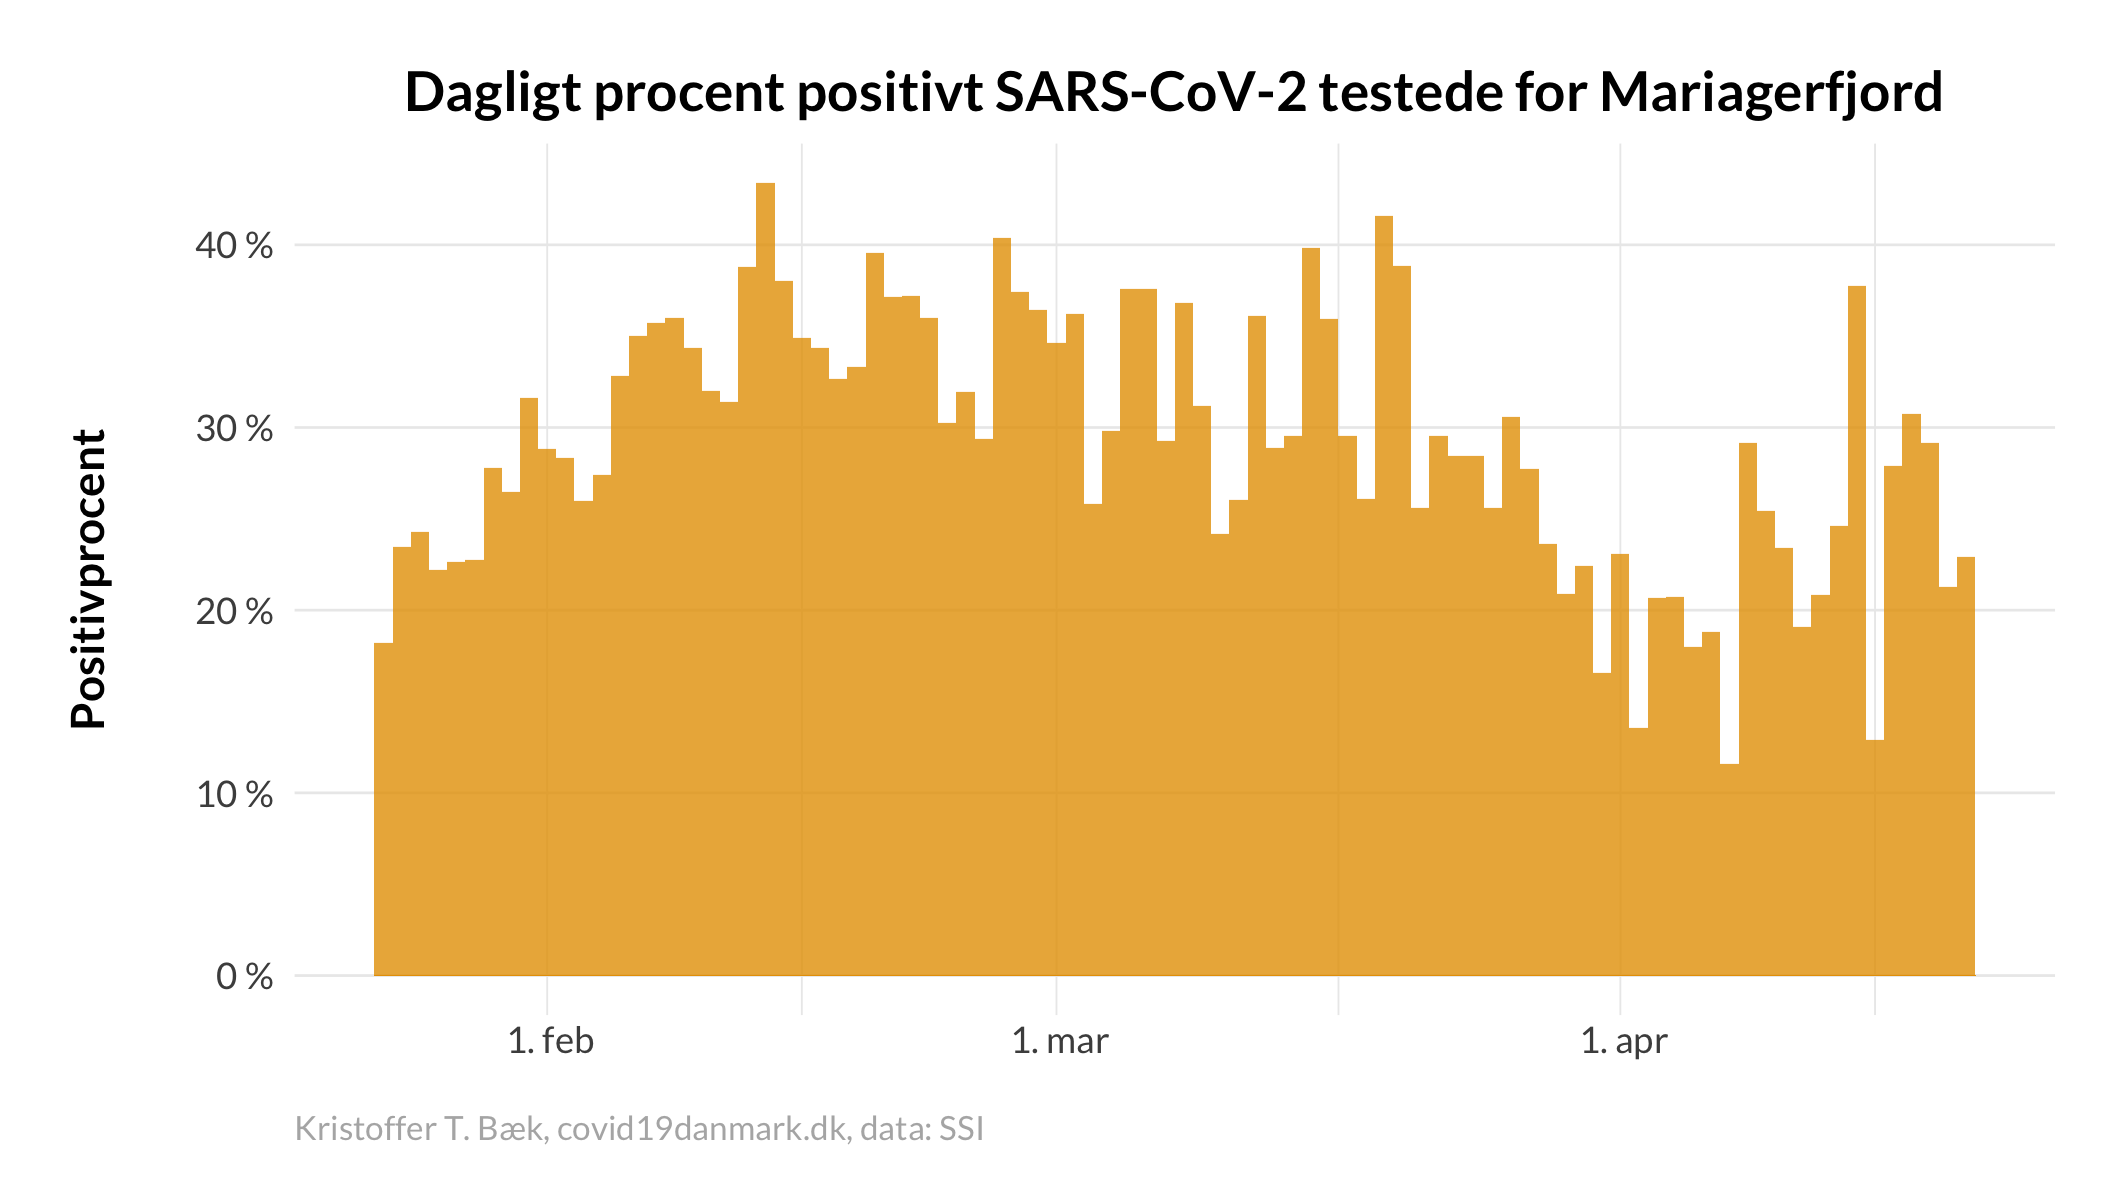 Dagligt procent positivt SARS-CoV-2 testede for Mariagerfjord
Positivprocent
40 %
30 %
20 %
10 %
0 %
1. feb
1. mar
1. apr
Kristoffer T. Bæk, covid19danmark.dk, data: SSI